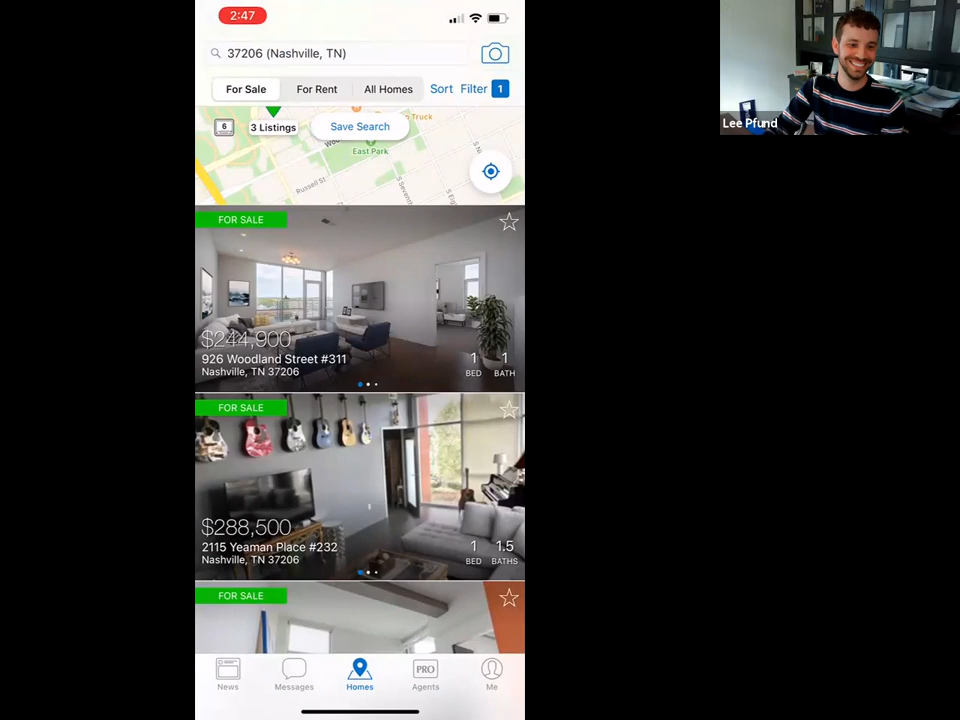 2:47
37206 (Nashville, TN)
For Sale
For Rent
All Homes
Sort
Filter
1
6
3 Listings
Save Search
Truck
East Park
Russell St
FOR SALE
$244,900
926 Woodland Street #311
Nashville, TN 37206
1
BED
1
BATH
FOR SALE
$288,500
2115 Yeaman Place #232
Nashville, TN 37206
1
BED
1.5
BATHS
FOR SALE
News
Messages
Homes
PRO
Agents
Me
Lee Pfund